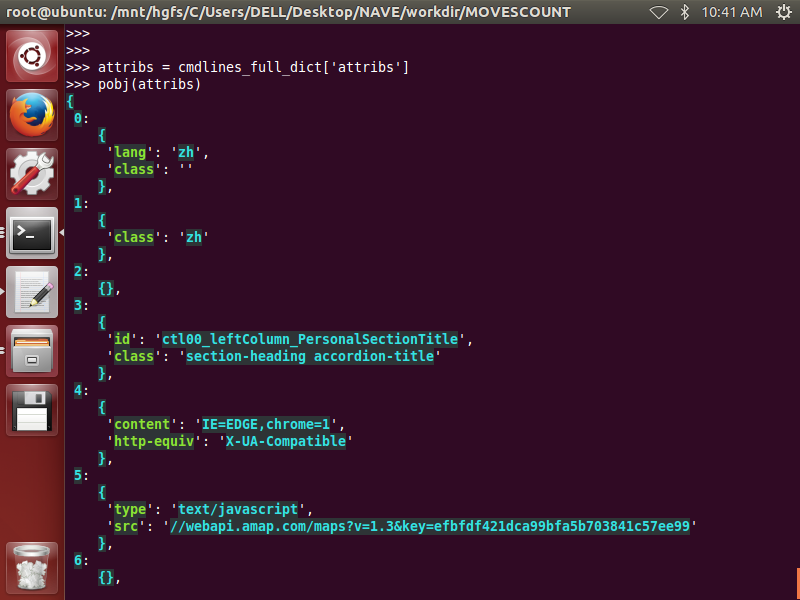 root@ubuntu: /mnt/hgfs/C/Users/DELL/Desktop/NAVE/workdir/MOVESCOUNT 10:41 AM
>>>
>>>
>>> attribs = cmdlines_full_dict['attribs']
>>> pobj(attribs)
{
0:
{
'lang': 'zh',
'class': ''
},
1:
{
'class': 'zh'
},
2:
{},
3:
{
'id': 'ctl00_leftColumn_PersonalSectionTitle',
'class': 'section-heading accordion-title'
},
4:
{
'content': 'IE=EDGE,chrome=1',
'http-equiv': 'X-UA-Compatible'
},
5:
{
'type': 'text/javascript',
'src': '//webapi.amap.com/maps?v=1.3&key=efbfdf421dca99bfa5b703841c57ee99'
},
6:
{},